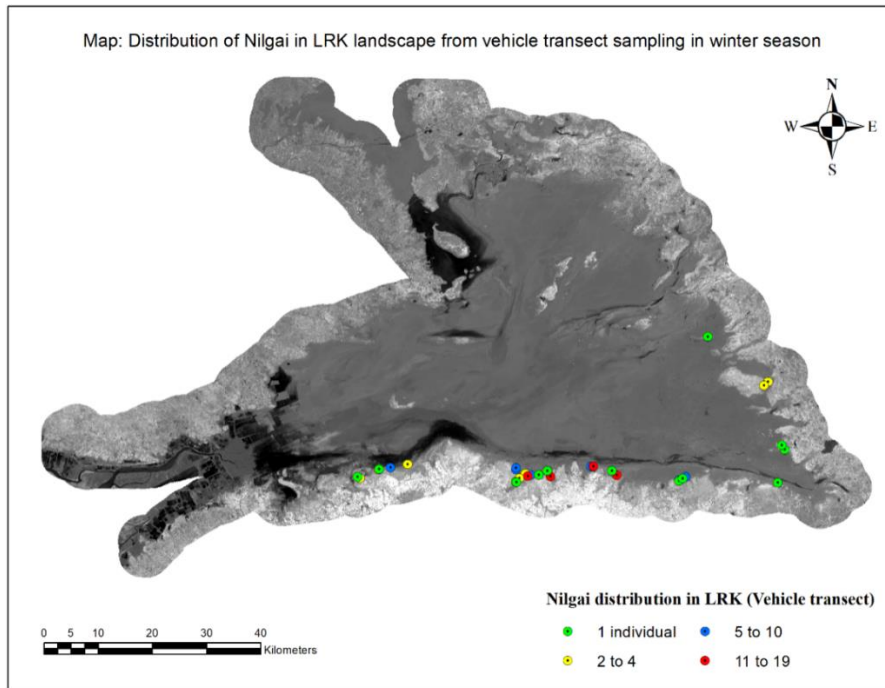 Map: Distribution of Nilgai in LRK landscape from vehicle transect sampling in winter season
N
W E
S
Nilgai distribution in LRK (Vehicle transect)
1 individual 5 to 10
2 to 4 11 to 19
0 5 10 20 30 40
Kilometers